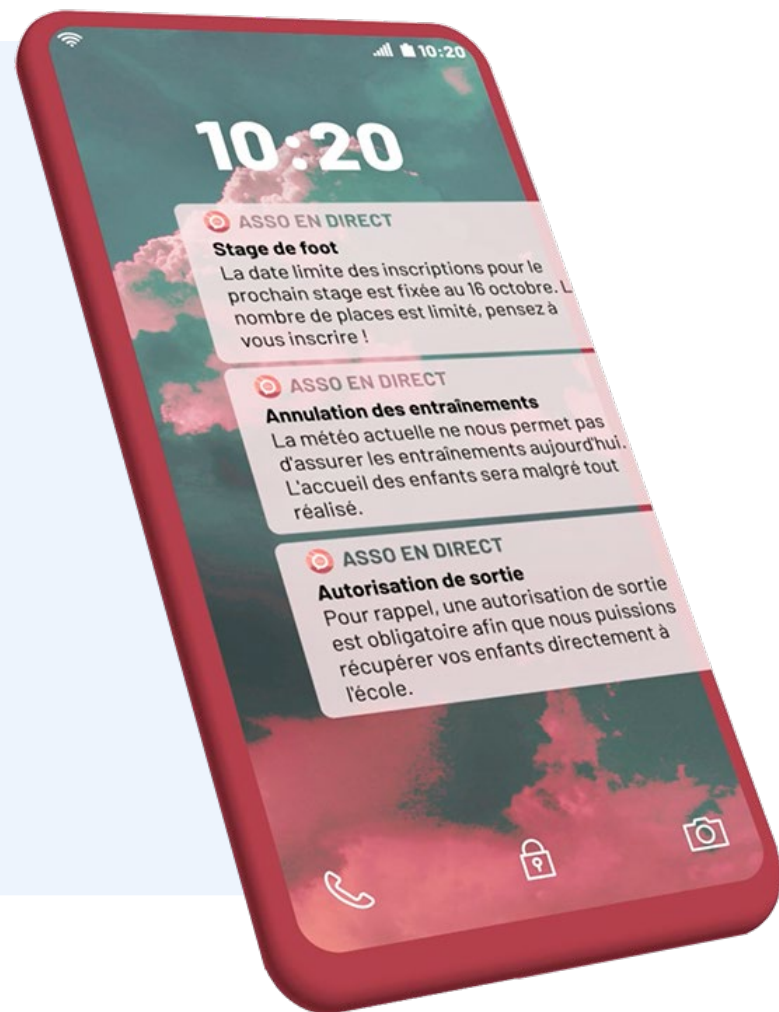 10:20
10:20
ASSO EN DIRECT
Stage de foot
La date limite des inscriptions pour le
prochain stage est fixée au 16 octobre. L
nombre de places est limité, pensez à
vous inscrire !
ASSO EN DIRECT
Annulation des entraînements
La météo actuelle ne nous permet pas
d'assurer les entraînements aujourd'hui.
L'accueil des enfants sera malgré tout
réalisé.
ASSO EN DIRECT
Autorisation de sortie
Pour rappel, une autorisation de sortie
est obligatoire afin que nous puissions
récupérer vos enfants directement à
l'école.